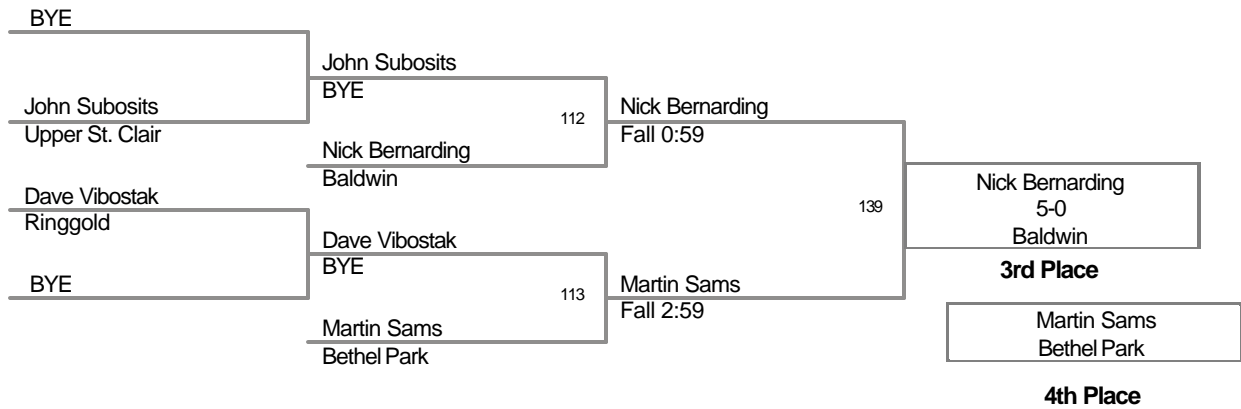 BYE
John Subosits
BYE
John Subosits
Upper St. Clair
112
Nick Bernarding
Fall 0:59
Nick Bernarding
Baldwin
Dave Vibostak
Ringgold
139
Nick Bernarding
5-0
Baldwin
3rd Place
Dave Vibostak
BYE
BYE
113
Martin Sams
Fall 2:59
Martin Sams
Bethel Park
Martin Sams
Bethel Park
4th Place